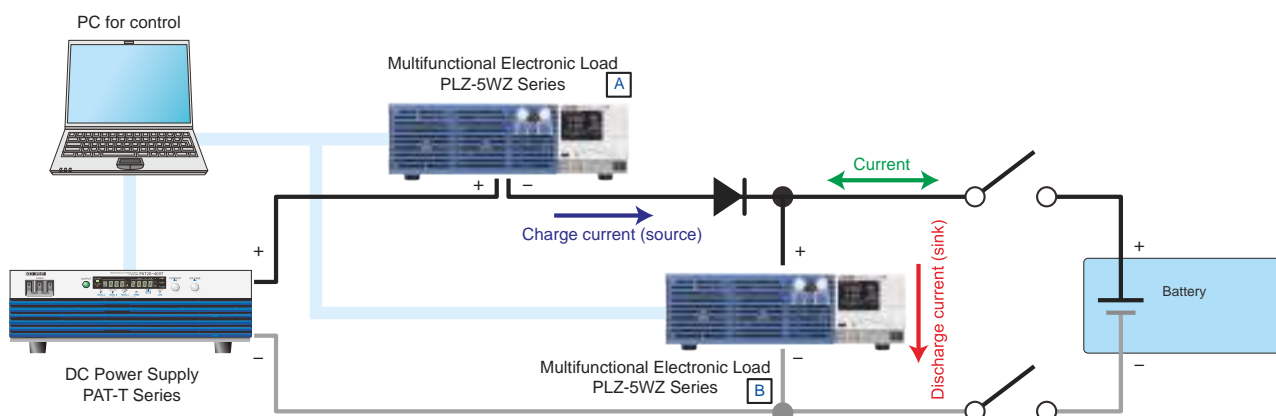 PC for control
Multifunctional Electronic Load
PLZ-5WZ Series
A
+
−
Current
Charge current (source)
+
+
+
Discharge current (sink)
Battery
−
−
−
Multifunctional Electronic Load
PLZ-5WZ Series
B
DC Power Supply
PAT-T Series